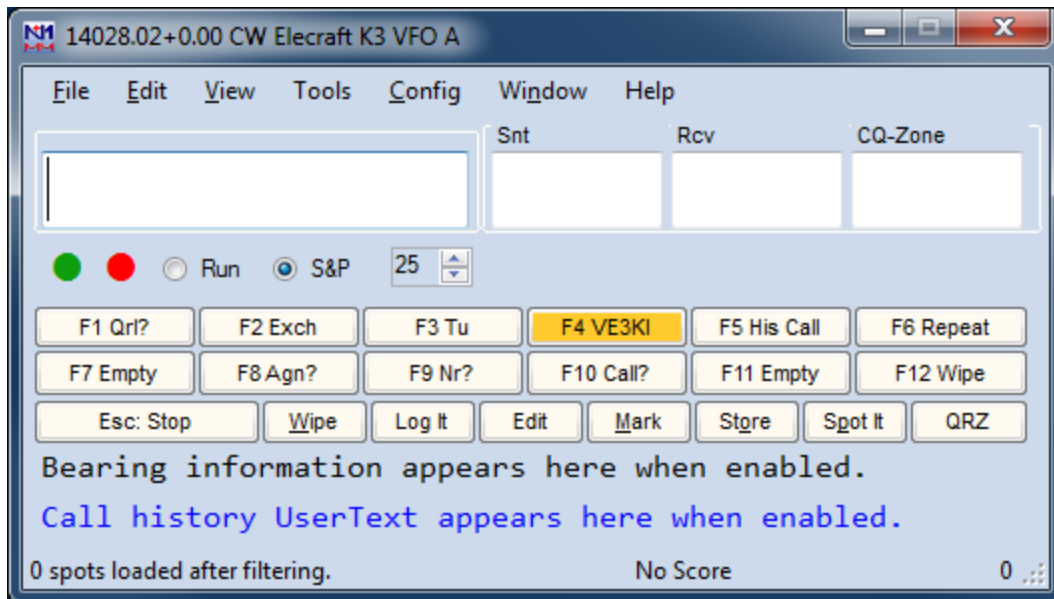 N1 MM 14028.02+0.00 CW Elecraft K3 VFO A
File Edit View Tools Config Window Help
Snt Rcv CQ-Zone
Run S&P 25
F1 Qrl? F2 Exch F3 Tu F4 VE3KI F5 His Call F6 Repeat
F7 Empty F8 Agn? F9 Nr? F10 Call? F11 Empty F12 Wipe
Esc: Stop Wipe Log It Edit Mark Store Spot It QRZ
Bearing information appears here when enabled.
Call history UserText appears here when enabled.
0 spots loaded after filtering. No Score 0